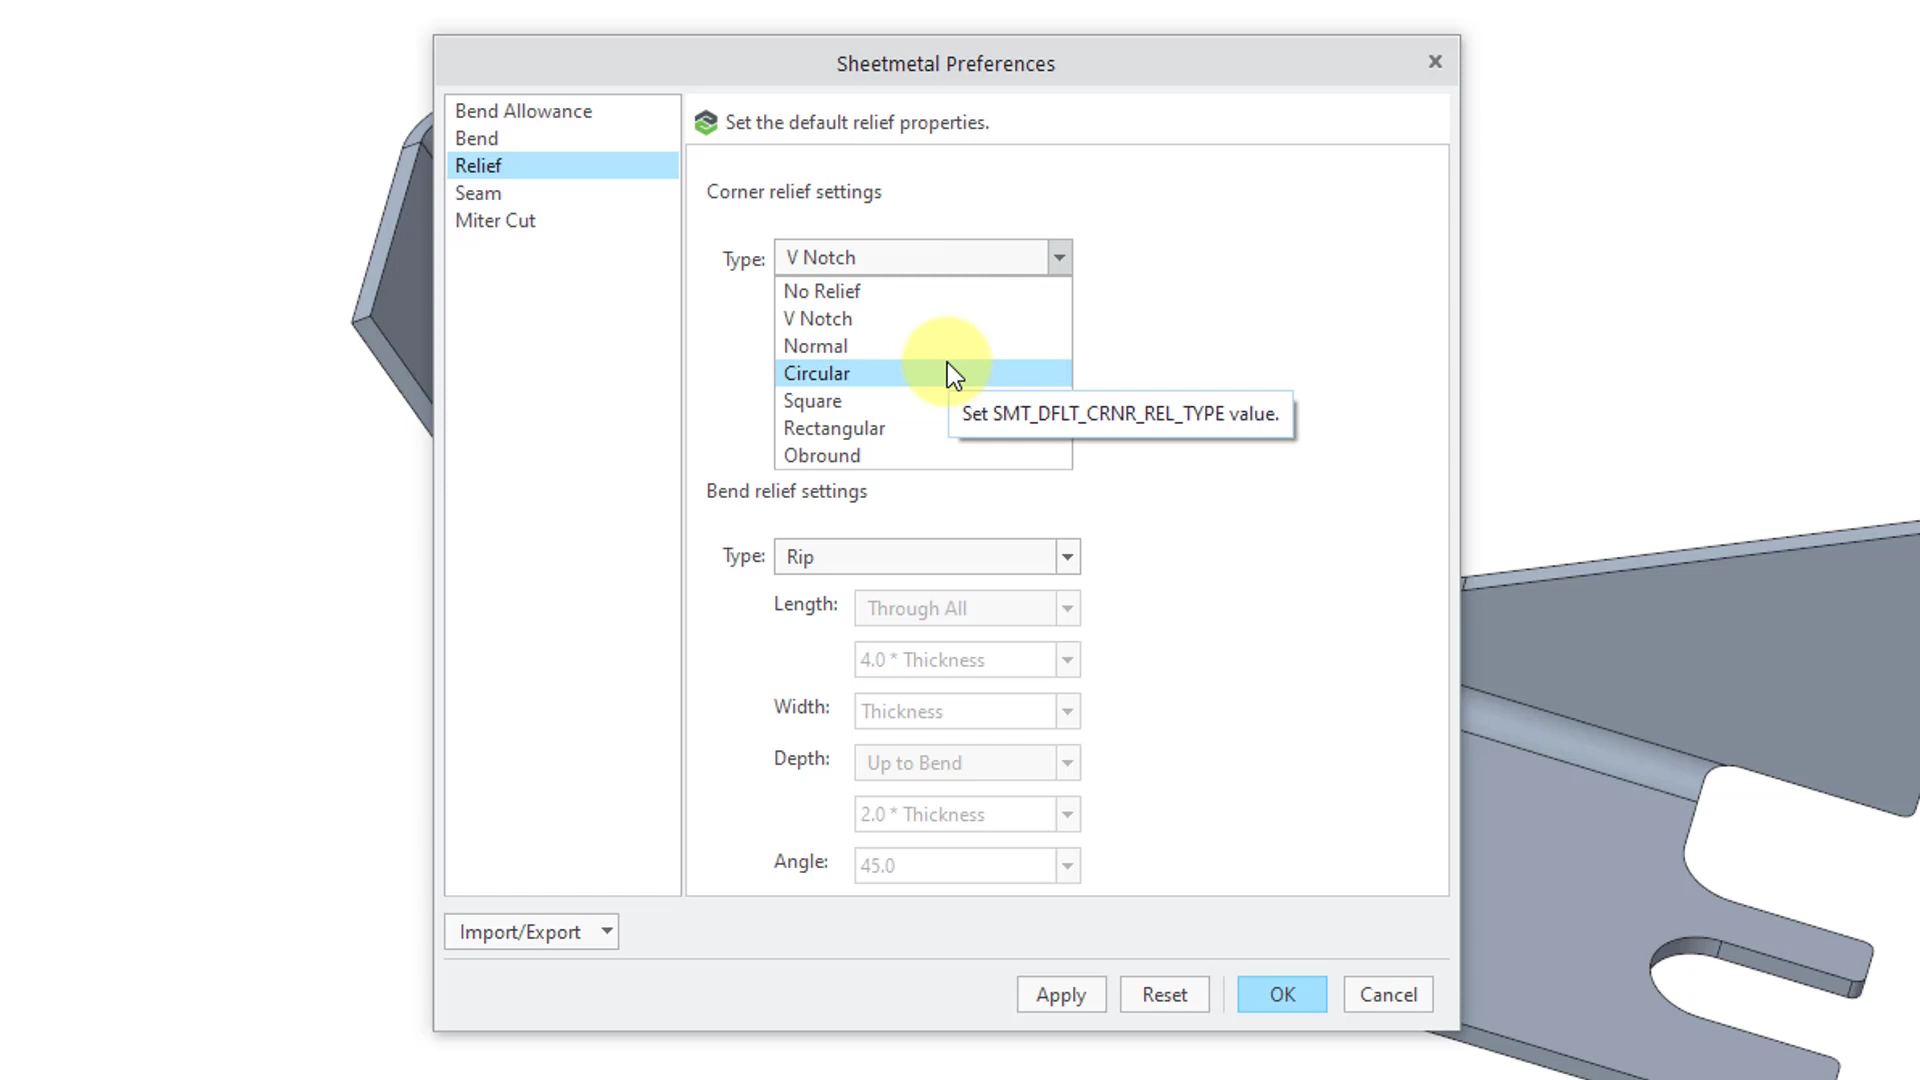 Sheetmetal Preferences
Bend Allowance
Bend
Relief
Seam
Miter Cut
Set the default relief properties.
Corner relief settings
Type: V Notch
No Relief
V Notch
Normal
Circular
Square
Rectangular
Obround
Set SMT_DFLT_CRNR_REL_TYPE value.
Bend relief settings
Type: Rip
Length: Through All
4.0 * Thickness
Width: Thickness
Depth: Up to Bend
2.0 * Thickness
Angle: 45.0
Import/Export
Apply Reset OK Cancel